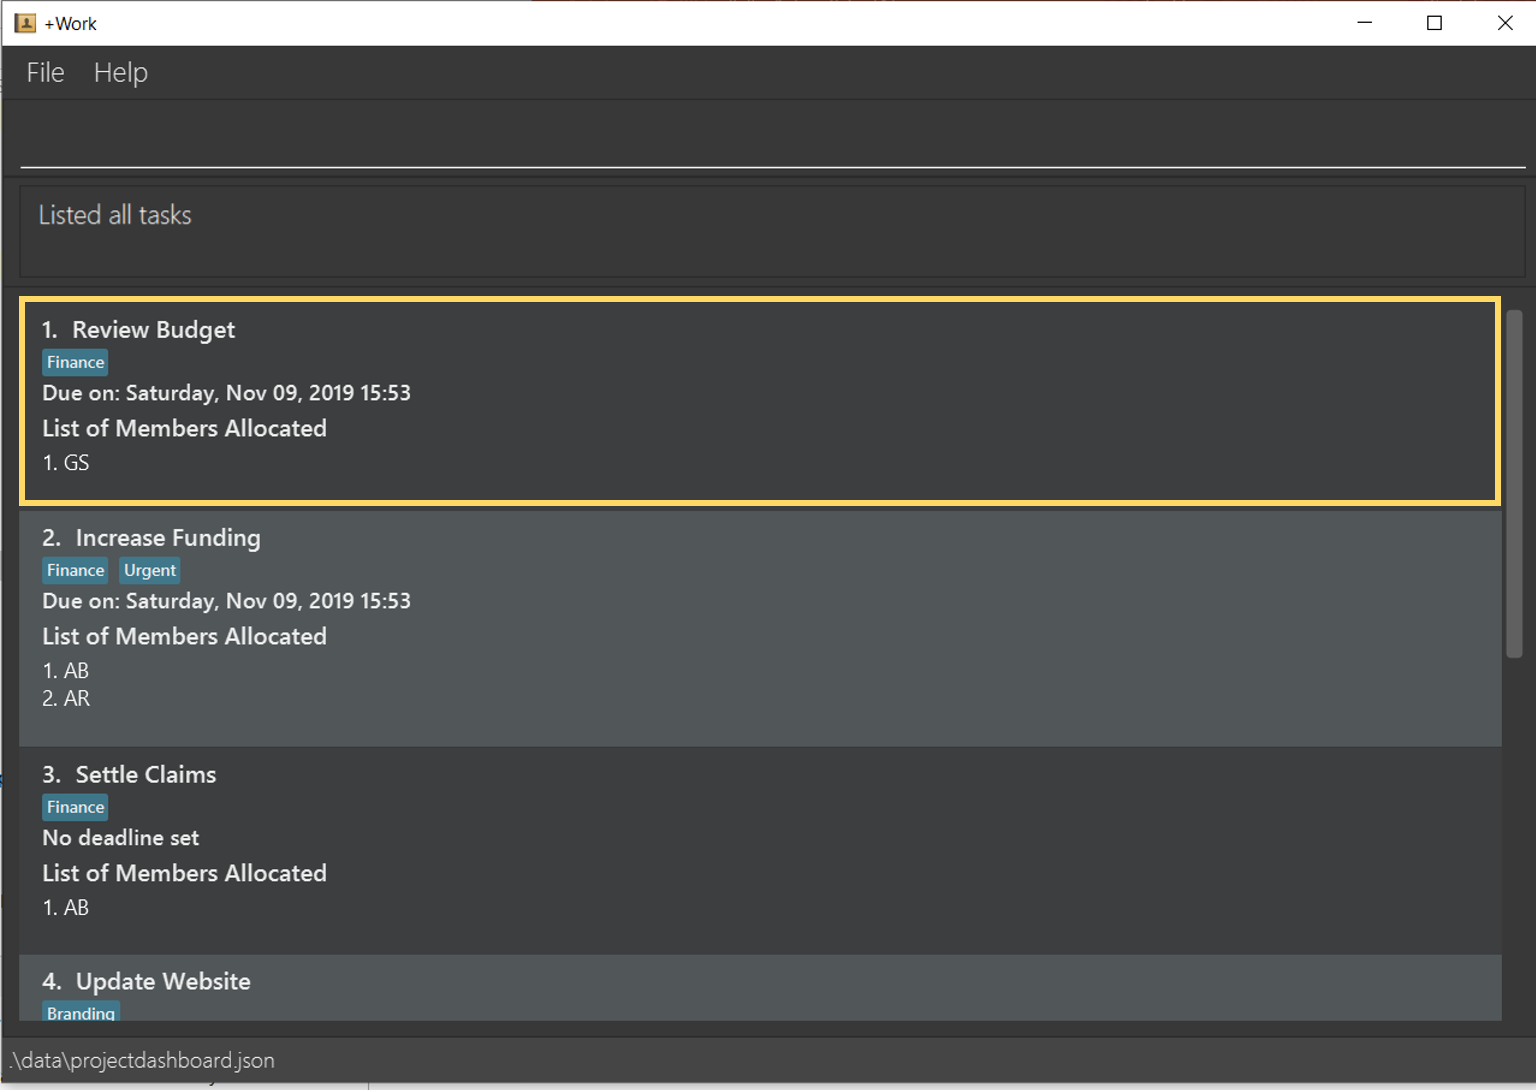 +Work
File Help
Listed all tasks
1. Review Budget
Finance
Due on: Saturday, Nov 09, 2019 15:53
List of Members Allocated
1. GS
2. Increase Funding
Finance Urgent
Due on: Saturday, Nov 09, 2019 15:53
List of Members Allocated
1. AB
2. AR
3. Settle Claims
Finance
No deadline set
List of Members Allocated
1. AB
4. Update Website
Branding
.\data\projectdashboard.json